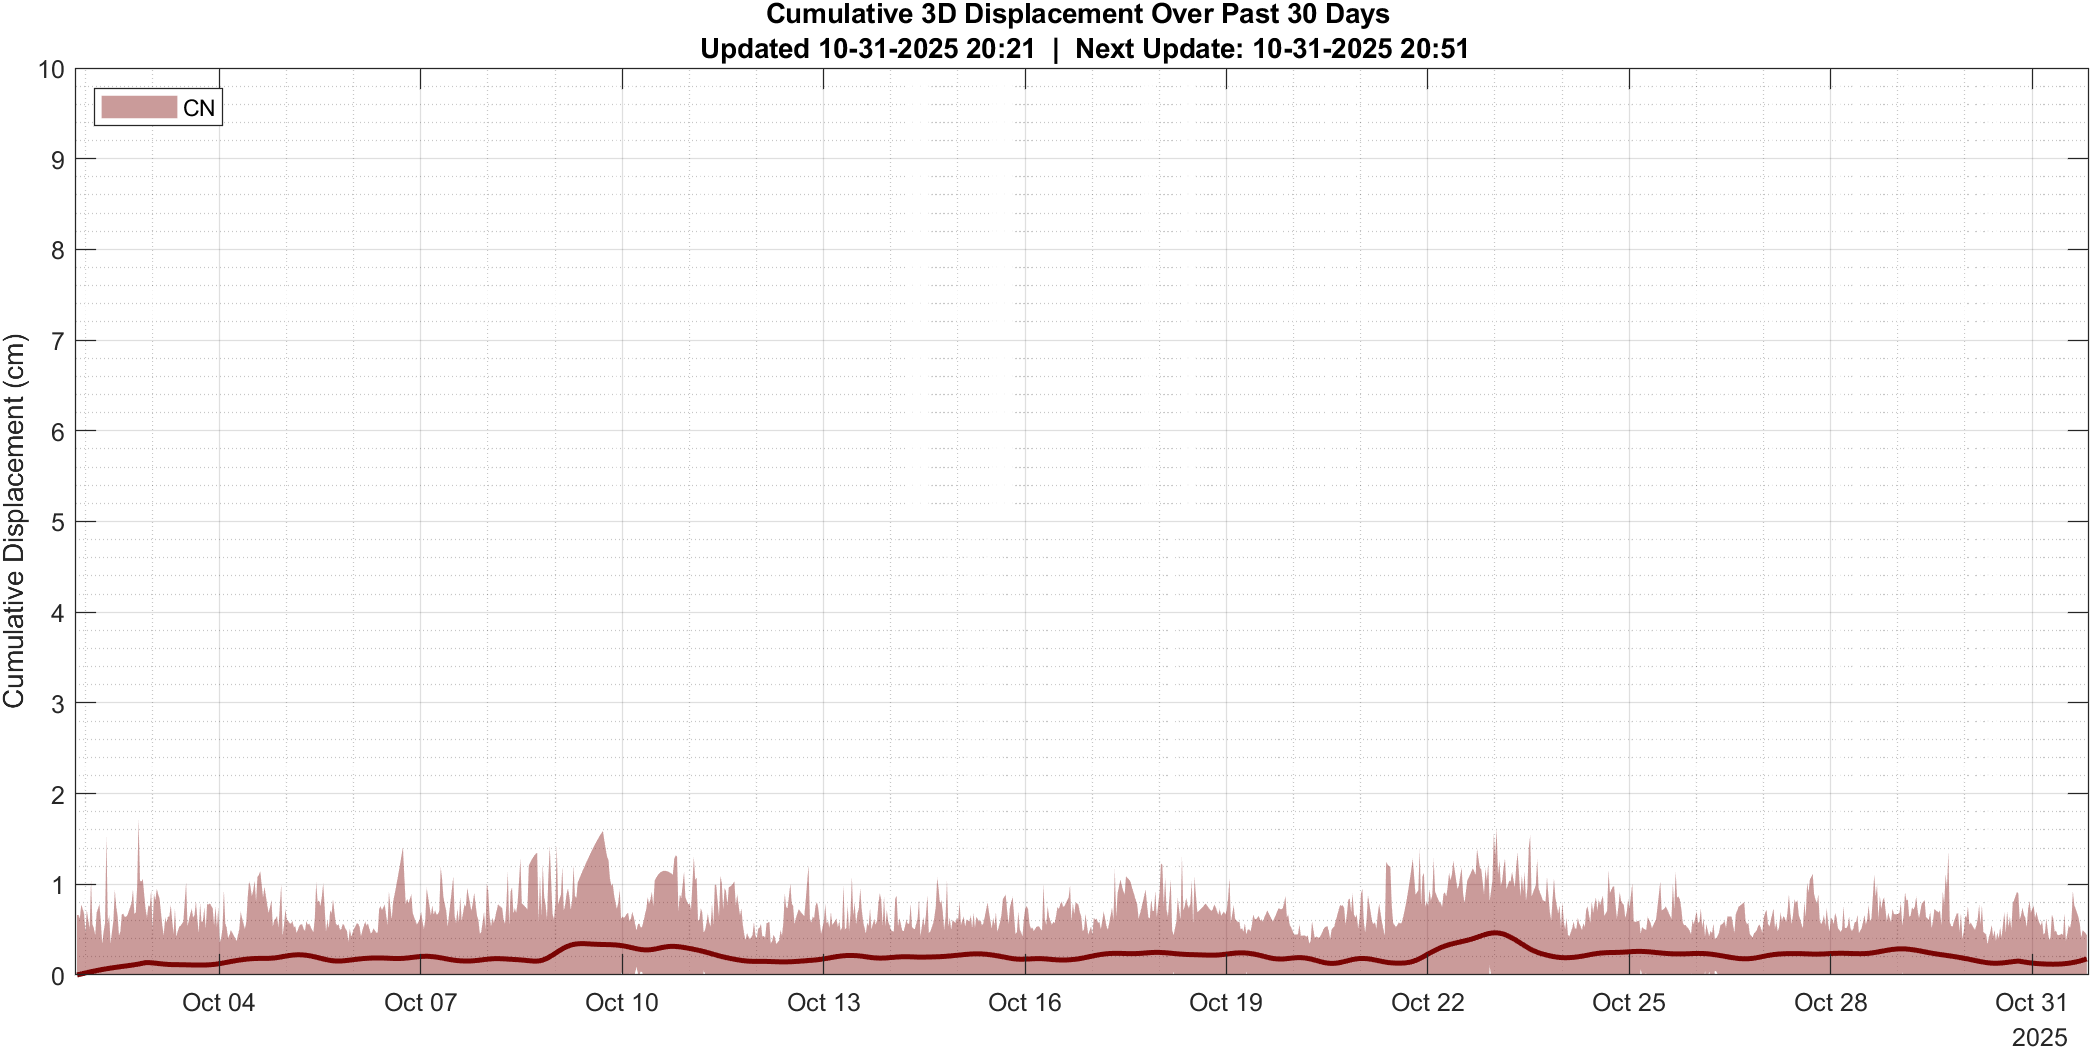 Cumulative 3D Displacement Over Past 30 Days
Updated 10-31-2025 20:21 | Next Update: 10-31-2025 20:51
CN
Cumulative Displacement (cm)
10
9
8
7
6
5
4
3
2
1
0
Oct 04 Oct 07 Oct 10 Oct 13 Oct 16 Oct 19 Oct 22 Oct 25 Oct 28 Oct 31
2025